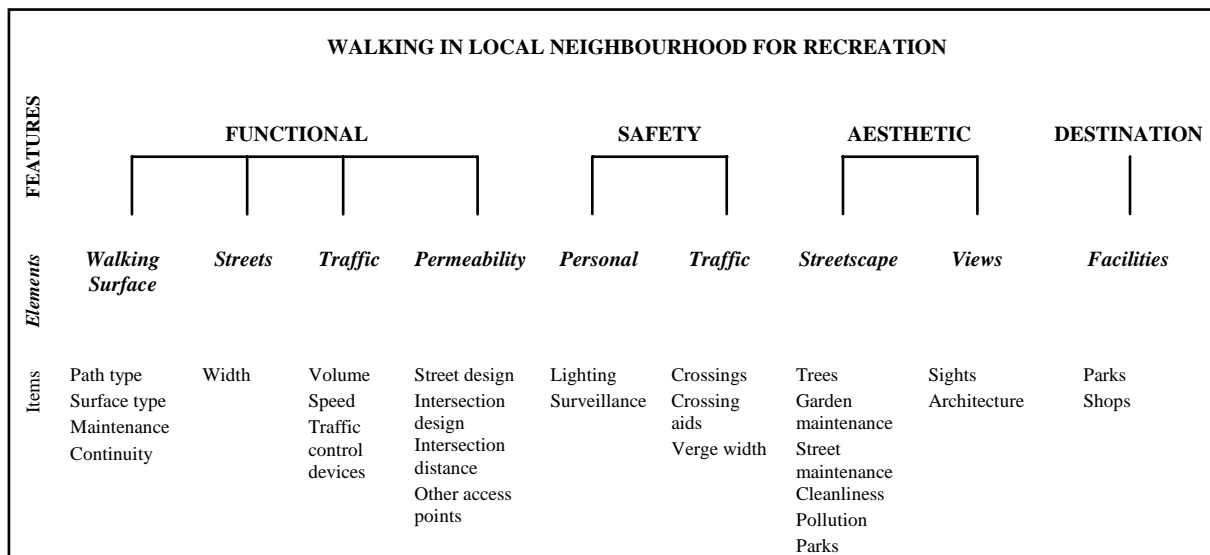 WALKING IN LOCAL NEIGHBOURHOOD FOR RECREATION
FEATURES
FUNCTIONAL SAFETY AESTHETIC DESTINATION
Elements
Walking Surface Streets Traffic Permeability Personal Traffic Streetscape Views Facilities
Items
Path type
Surface type
Maintenance
Continuity
Width
Volume
Speed
Traffic
control
devices
Street design
Intersection
design
Intersection
distance
Other access
points
Lighting
Surveillance
Crossings
Crossing
aids
Verge width
Trees
Garden
maintenance
Street
maintenance
Cleanliness
Pollution
Parks
Sights
Architecture
Parks
Shops